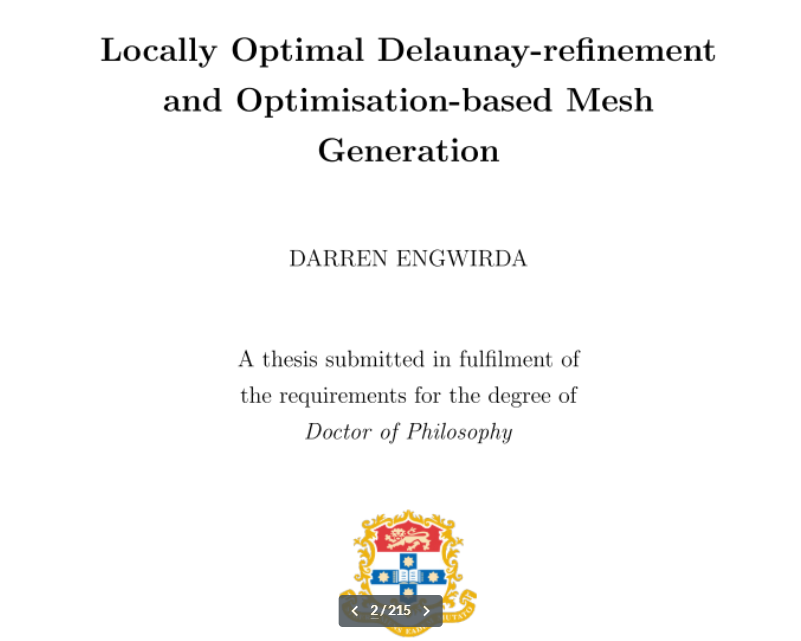 Locally Optimal Delaunay-refinement
and Optimisation-based Mesh
Generation
DARREN ENGWIRDA
A thesis submitted in fulfilment of
the requirements for the degree of
Doctor of Philosophy
2 / 215